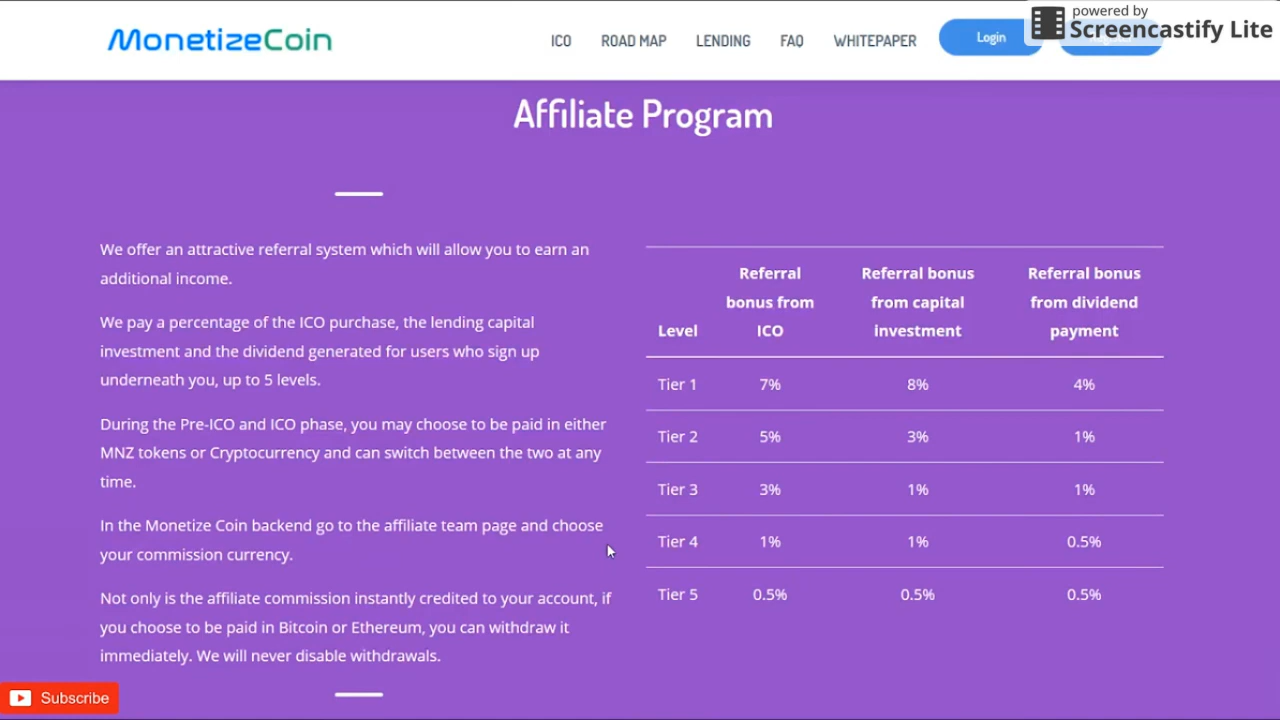 MonetizeCoin
ICO
ROAD MAP
LENDING
FAQ
WHITEPAPER
Login
powered by
Screencastify Lite
Affiliate Program
We offer an attractive referral system which will allow you to earn an
additional income.
We pay a percentage of the ICO purchase, the lending capital
investment and the dividend generated for users who sign up
underneath you, up to 5 levels.
During the Pre-ICO and ICO phase, you may choose to be paid in either
MNZ tokens or Cryptocurrency and can switch between the two at any
time.
In the Monetize Coin backend go to the affiliate team page and choose
your commission currency.
Not only is the affiliate commission instantly credited to your account, if
you choose to be paid in Bitcoin or Ethereum, you can withdraw it
immediately. We will never disable withdrawals.
Referral Referral bonus Referral bonus
bonus from from capital from dividend
Level ICO investment payment
Tier 1 7% 8% 4%
Tier 2 5% 3% 1%
Tier 3 3% 1% 1%
Tier 4 1% 1% 0.5%
Tier 5 0.5% 0.5% 0.5%
Subscribe